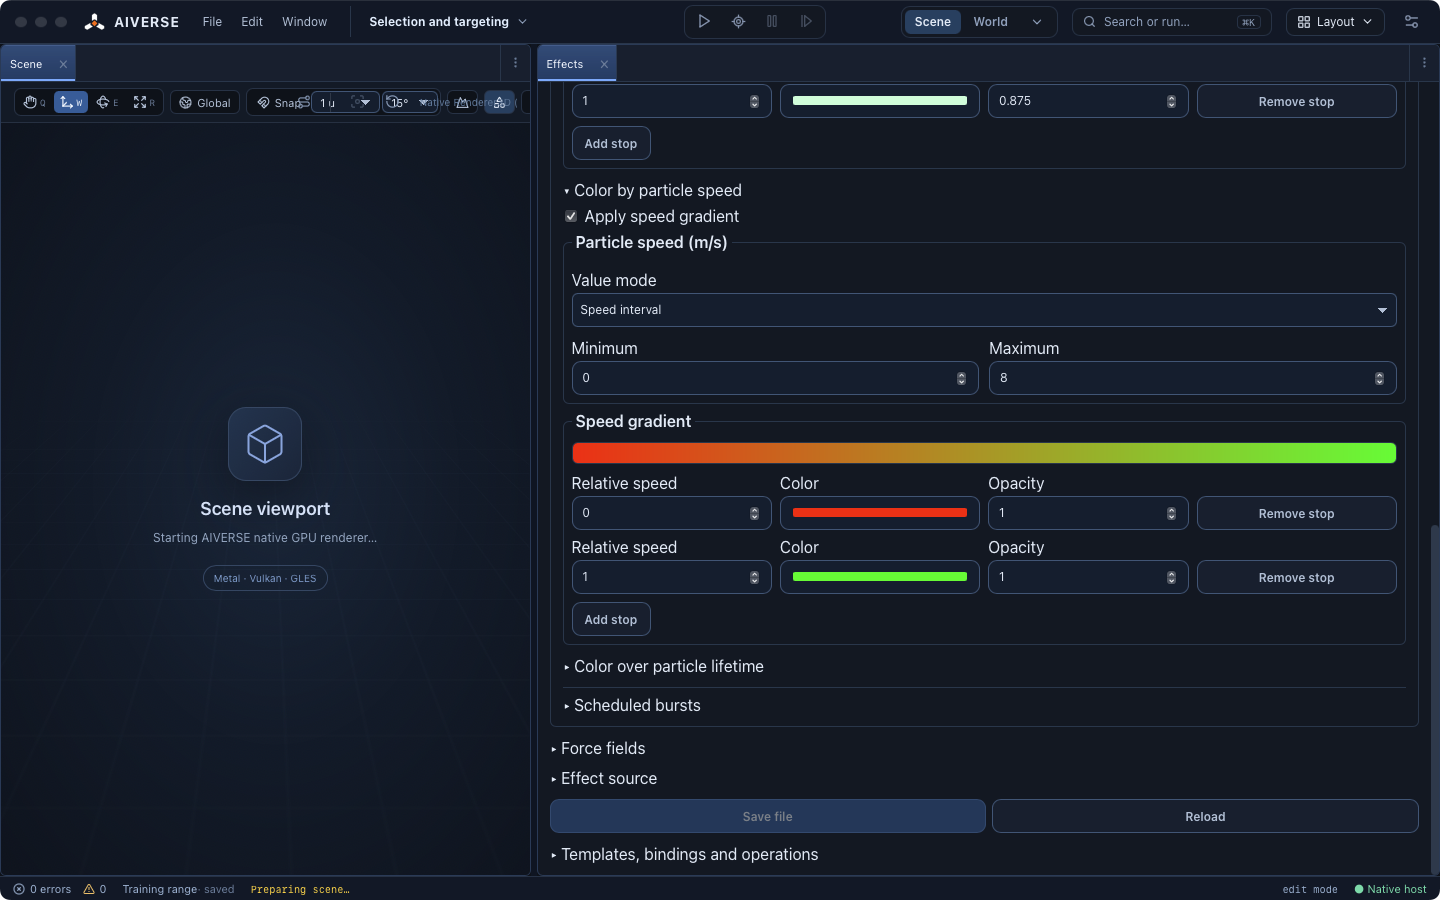 AIVERSE File Edit Window Selection and targeting Scene World Search or run... ⌘K Layout
Scene
Effects
Q W E R Global Snap 1 u 15°
1 0.875 Remove stop
Add stop
Color by particle speed
Apply speed gradient
Particle speed (m/s)
Value mode
Speed interval
Minimum Maximum
0 8
Speed gradient
Relative speed Color Opacity
0 1 Remove stop
Relative speed Color Opacity
1 1 Remove stop
Add stop
Color over particle lifetime
Scheduled bursts
Force fields
Effect source
Save file Reload
Templates, bindings and operations
Scene viewport
Starting AIVERSE native GPU renderer...
Metal · Vulkan · GLES
0 errors 0 Training range · saved Preparing scene… edit mode Native host